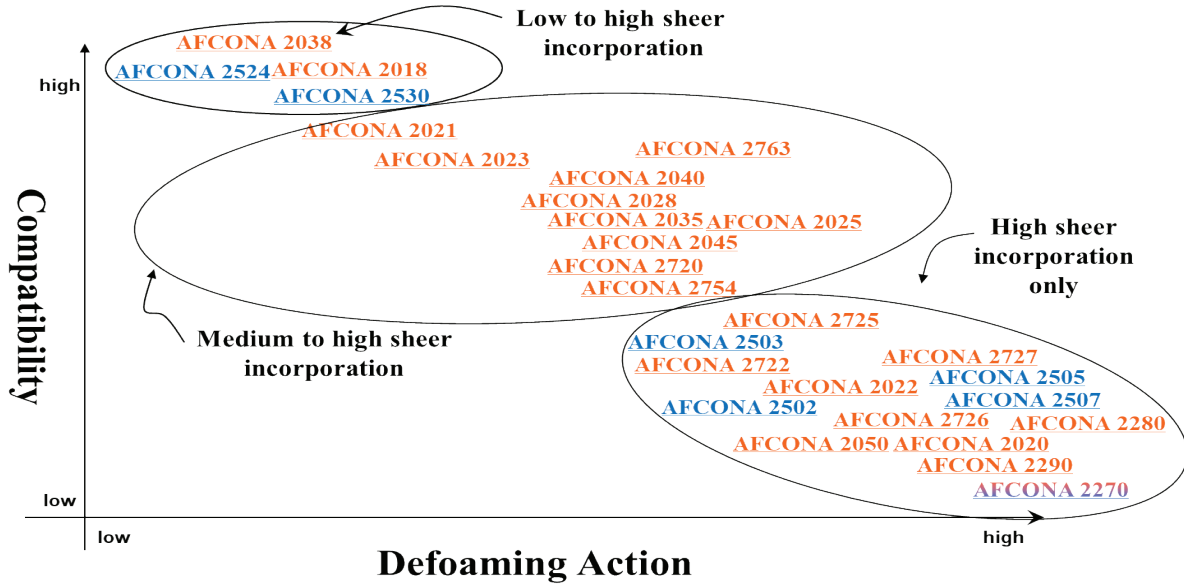 Low to high sheer
incorporation
AFCONA 2038
AFCONA 2524
AFCONA 2018
AFCONA 2530
high
AFCONA 2021
AFCONA 2023
AFCONA 2763
AFCONA 2040
AFCONA 2028
AFCONA 2035
AFCONA 2025
AFCONA 2045
AFCONA 2720
AFCONA 2754
High sheer
incorporation
only
Medium to high sheer
incorporation
AFCONA 2725
AFCONA 2503
AFCONA 2722
AFCONA 2727
AFCONA 2022
AFCONA 2505
AFCONA 2502
AFCONA 2507
AFCONA 2726
AFCONA 2280
AFCONA 2050
AFCONA 2020
AFCONA 2290
AFCONA 2270
Compatibility
low
low
high
Defoaming Action